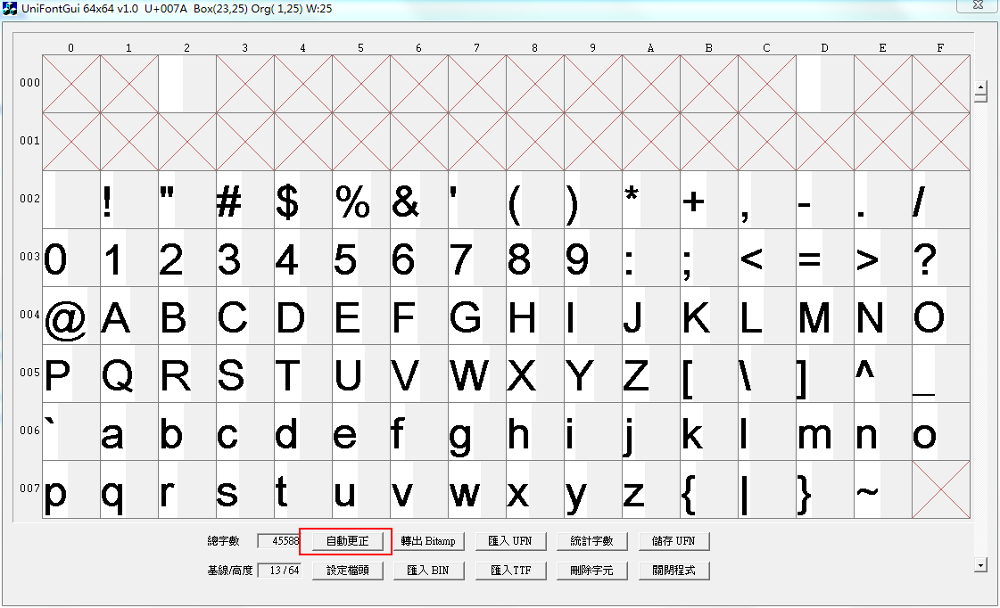 UniFontGui 64x64 v1.0 U+007A Box(23,25) Org( 1,25) W:25
0 1 2 3 4 5 6 7 8 9 A B C D E F
000
001
002 ! " # $ % & ' ( ) * + , - . /
003 0 1 2 3 4 5 6 7 8 9 : ; < = > ?
004 @ A B C D E F G H I J K L M N O
005 P Q R S T U V W X Y Z [ \ ] ^ _
006 ` a b c d e f g h i j k l m n o
007 p q r s t u v w x y z { | } ~
總字數 45588 自動更正 轉出 Bitamp 匯入 UFN 統計字數 儲存 UFN
基線/高度 13 / 64 設定檔頭 匯入 BIN 匯入TTF 刪除字元 關閉程式